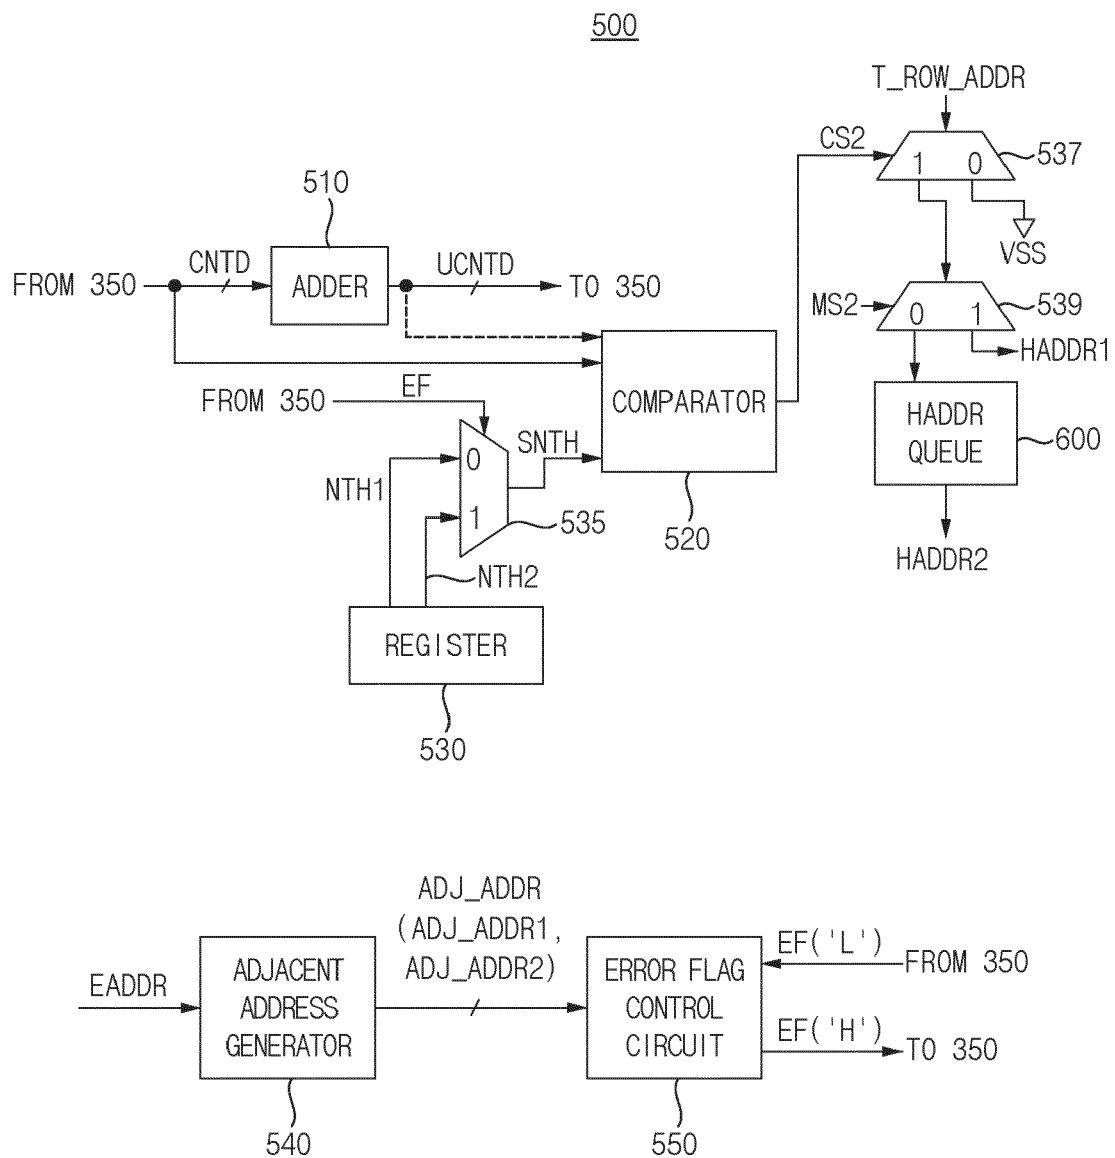 500
T_ROW_ADDR
CS2
1 0
537
VSS
510
FROM 350
CNTD
ADDER
UCNTD
TO 350
MS2
0 1
539
HADDR1
COMPARATOR
HADDR
QUEUE
600
FROM 350
EF
0
SNTH
NTH1
1
535
520
HADDR2
NTH2
REGISTER
530
ADJ_ADDR
(ADJ_ADDR1,
ADJ_ADDR2)
EADDR
ADJACENT
ADDRESS
GENERATOR
ERROR FLAG
CONTROL
CIRCUIT
EF('L')
FROM 350
EF('H')
TO 350
540
550